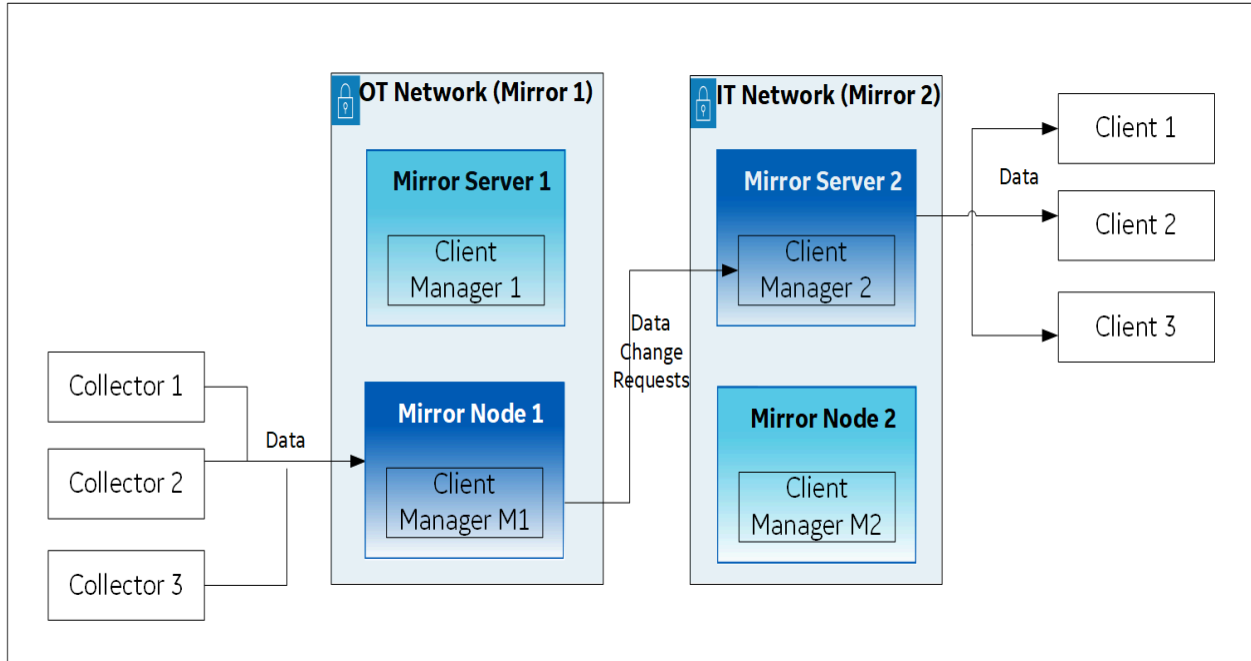 OT Network (Mirror 1)
Mirror Server 1
Client
Manager 1
Mirror Node 1
Client
Manager M1
IT Network (Mirror 2)
Mirror Server 2
Client
Manager 2
Mirror Node 2
Client
Manager M2
Collector 1
Collector 2
Collector 3
Data
Data
Change
Requests
Data
Client 1
Client 2
Client 3